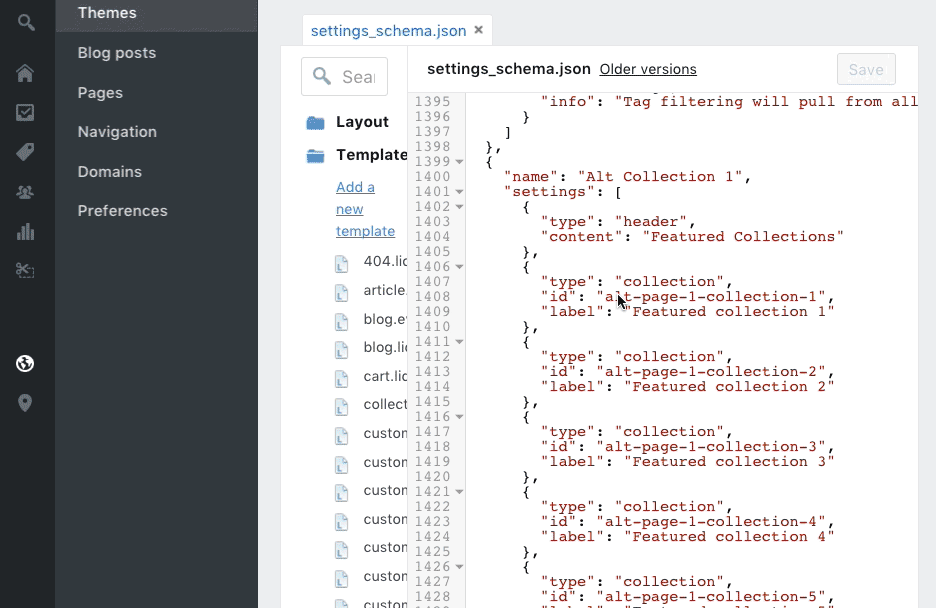 Themes
Blog posts
Pages
Navigation
Domains
Preferences
settings_schema.json ×
Sea
Layout
Template
Add a
new
template
404.lic
article.
blog.e
blog.li
cart.lic
collect
custon
custon
custon
custon
custon
custon
custon
settings_schema.json Older versions
Save
1395 "info": "Tag filtering will pull from all
1396 }
1397 ]
1398 },
1399 {
1400 "name": "Alt Collection 1",
1401 "settings": [
1402 {
1403 "type": "header",
1404 "content": "Featured Collections"
1405 },
1406 {
1407 "type": "collection",
1408 "id": "alt-page-1-collection-1",
1409 "label": "Featured collection 1"
1410 },
1411 {
1412 "type": "collection",
1413 "id": "alt-page-1-collection-2",
1414 "label": "Featured collection 2"
1415 },
1416 {
1417 "type": "collection",
1418 "id": "alt-page-1-collection-3",
1419 "label": "Featured collection 3"
1420 },
1421 {
1422 "type": "collection",
1423 "id": "alt-page-1-collection-4",
1424 "label": "Featured collection 4"
1425 },
1426 {
1427 "type": "collection",
1428 "id": "alt-page-1-collection-5",